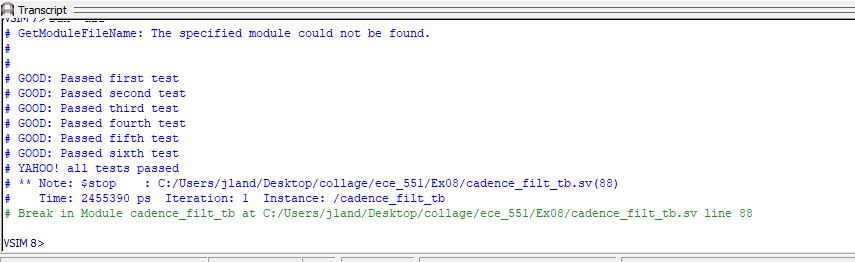 Transcript
# GetModuleFileName: The specified module could not be found.
#
#
# GOOD: Passed first test
# GOOD: Passed second test
# GOOD: Passed third test
# GOOD: Passed fourth test
# GOOD: Passed fifth test
# GOOD: Passed sixth test
# YAHOO! all tests passed
# ** Note: $stop    : C:/Users/jland/Desktop/collage/ece_551/Ex08/cadence_filt_tb.sv(88)
#    Time: 2455390 ps  Iteration: 1  Instance: /cadence_filt_tb
# Break in Module cadence_filt_tb at C:/Users/jland/Desktop/collage/ece_551/Ex08/cadence_filt_tb.sv line 88
VSIM 8>